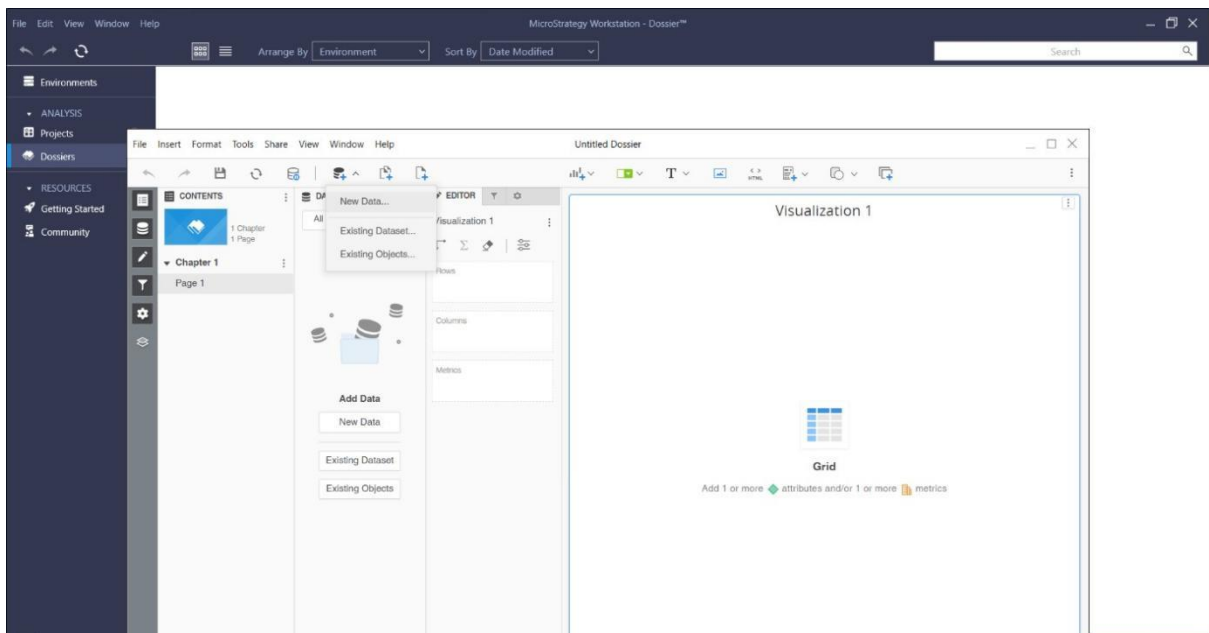 File Edit View Window Help
MicroStrategy Workstation - Dossier™
Arrange By Environment
Sort By Date Modified
Search
Environments
ANALYSIS
Projects
Dossiers
RESOURCES
Getting Started
Community
File Insert Format Tools Share View Window Help
Untitled Dossier
T
HTML
CONTENTS
1 Chapter
1 Page
Chapter 1
Page 1
DA
All
New Data...
Existing Dataset...
Existing Objects...
Add Data
New Data
Existing Dataset
Existing Objects
EDITOR
Visualization 1
Rows
Columns
Metrics
Visualization 1
Grid
Add 1 or more attributes and/or 1 or more metrics